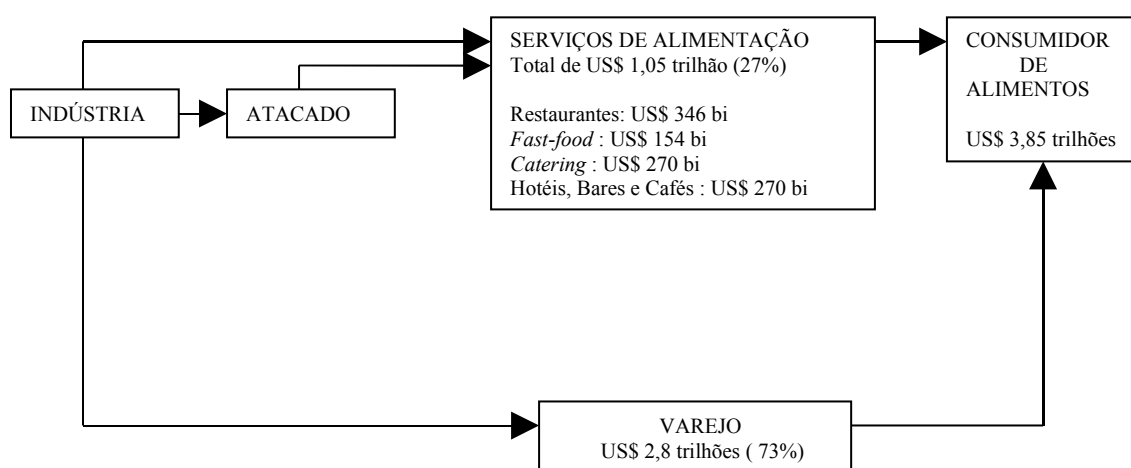 INDÚSTRIA
ATACADO
SERVIÇOS DE ALIMENTAÇÃO
Total de US$ 1,05 trilhão (27%)
Restaurantes: US$ 346 bi
Fast-food : US$ 154 bi
Catering : US$ 270 bi
Hotéis, Bares e Cafés : US$ 270 bi
CONSUMIDOR
DE
ALIMENTOS
US$ 3,85 trilhões
VAREJO
US$ 2,8 trilhões ( 73%)